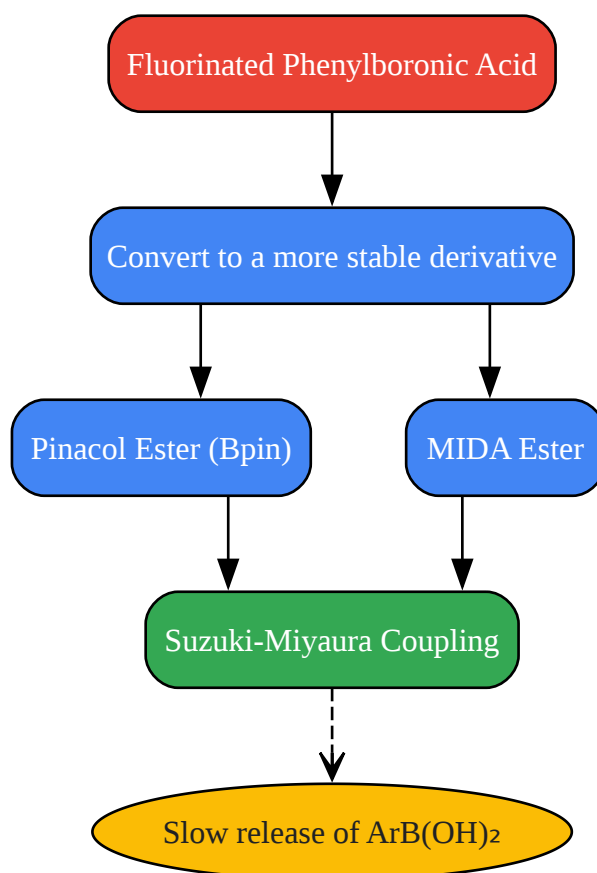 Fluorinated Phenylboronic Acid
Convert to a more stable derivative
Pinacol Ester (Bpin)
MIDA Ester
Suzuki-Miyaura Coupling
Slow release of ArB(OH)₂